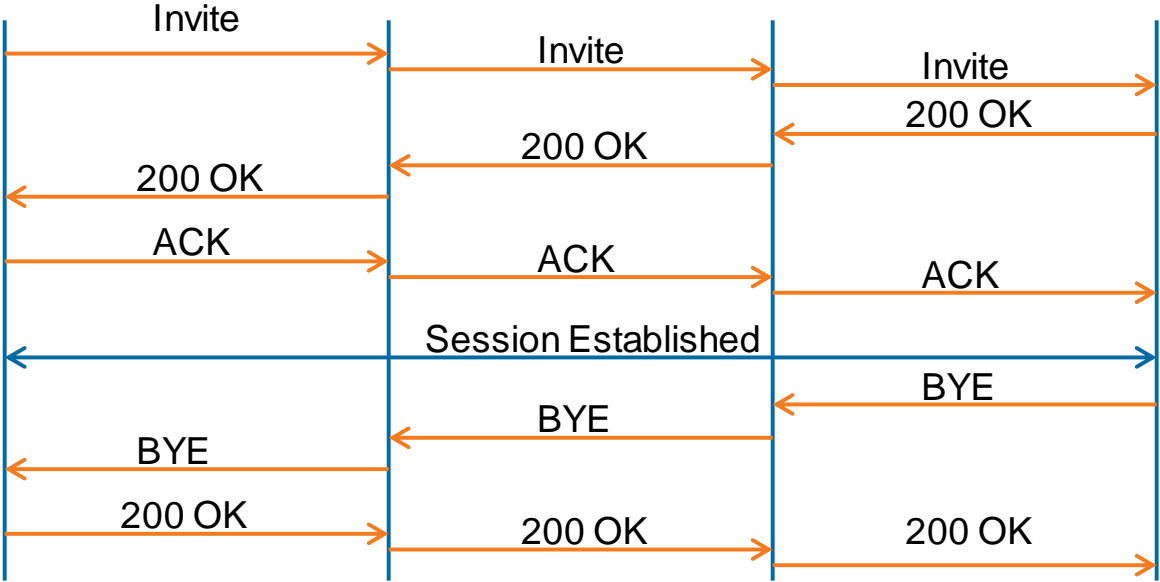 Invite
Invite
Invite
200 OK
200 OK
200 OK
ACK
ACK
ACK
Session Established
BYE
BYE
BYE
200 OK
200 OK
200 OK